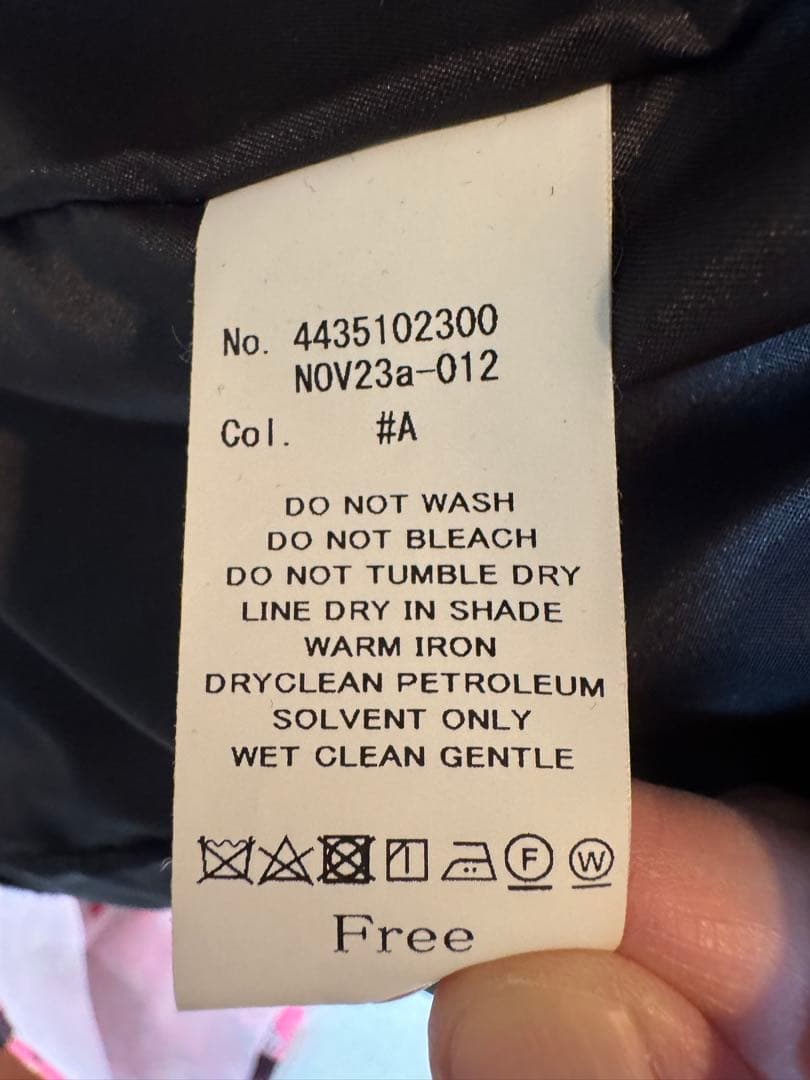 No. 4435102300
NOV23a-012
Col. #A
DO NOT WASH
DO NOT BLEACH
DO NOT TUMBLE DRY
LINE DRY IN SHADE
WARM IRON
DRYCLEAN PETROLEUM
SOLVENT ONLY
WET CLEAN GENTLE
F W
Free